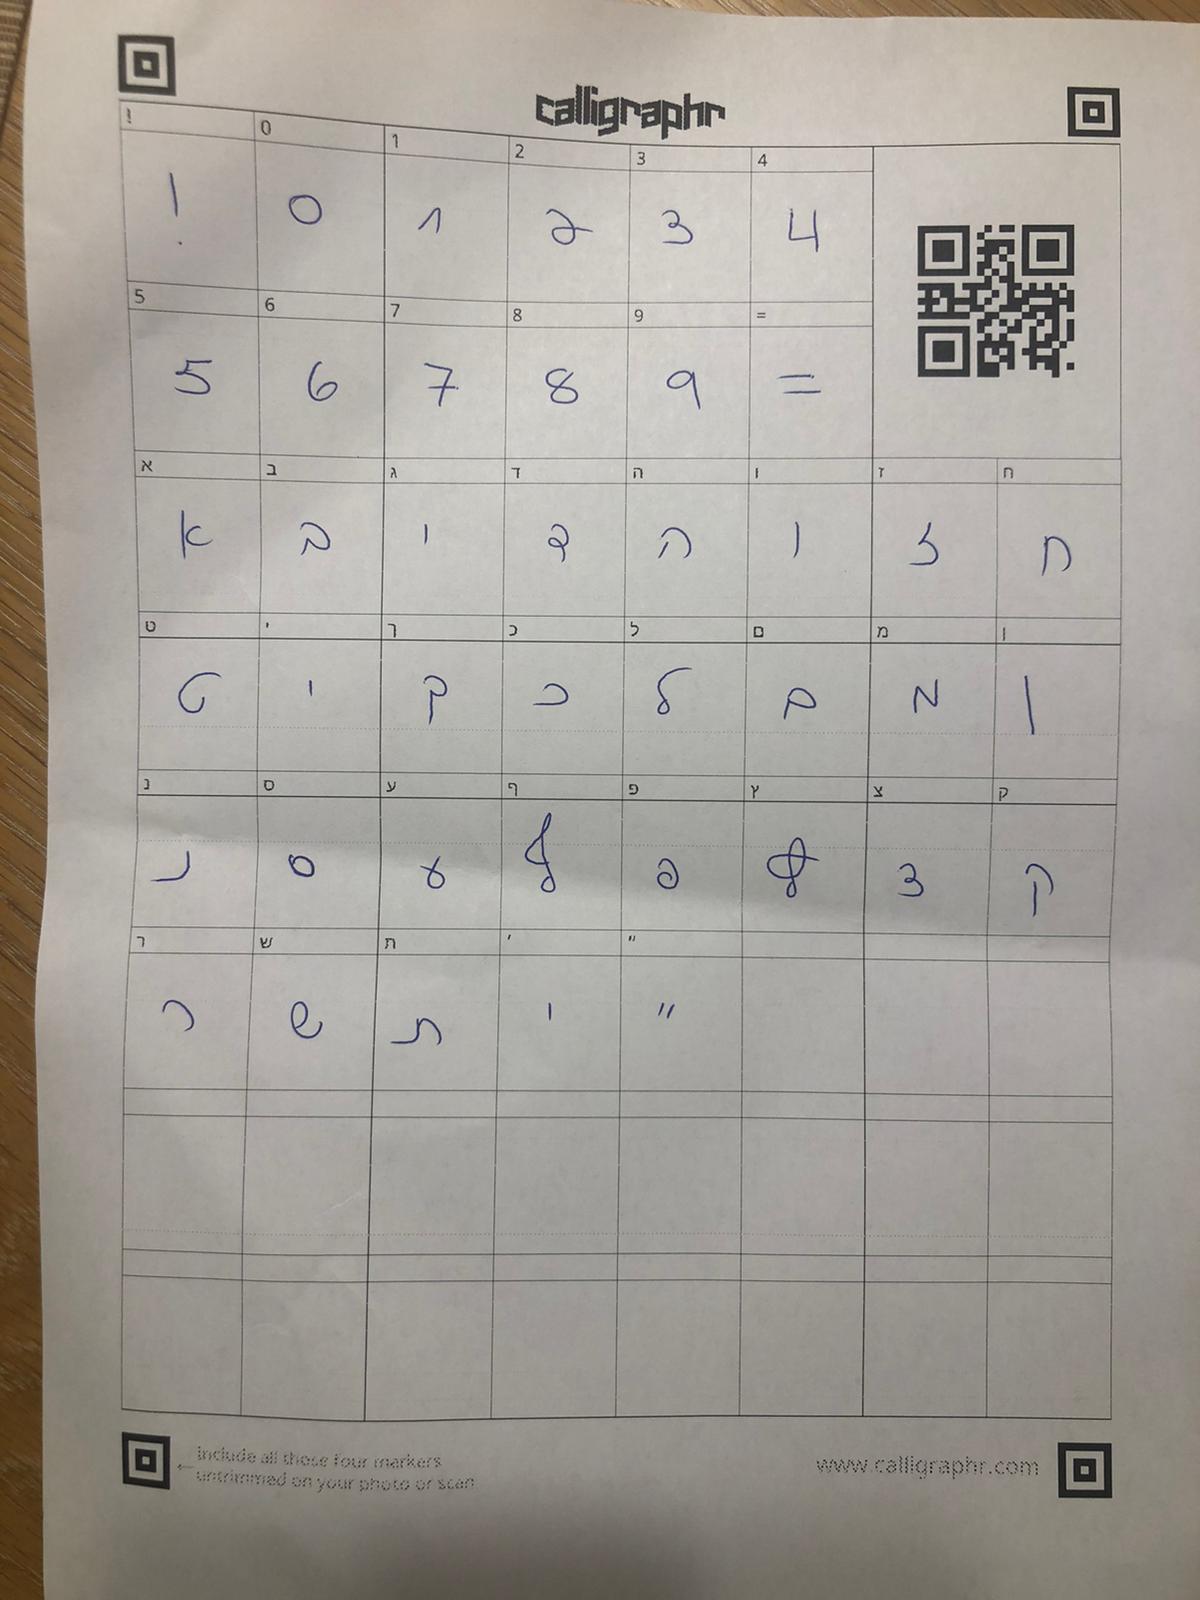 calligraphr
! 0 1 2 3 4
! 0 1 2 3 4
5 6 7 8 9 =
5 6 7 8 9 =
א ב ג ד ה ו ז ח
א ב י ד ה ו ז ח
ט י ך כ ל ם מ ן
ט י ך כ ל ם מ ן
נ ס ע ף פ ץ צ ק
נ ס ע ף פ ץ צ ק
ר ש ת ׳ ״
ר ש ת ׳ ״
← Include all those four markers
untrimmed on your photo or scan
www.calligraphr.com